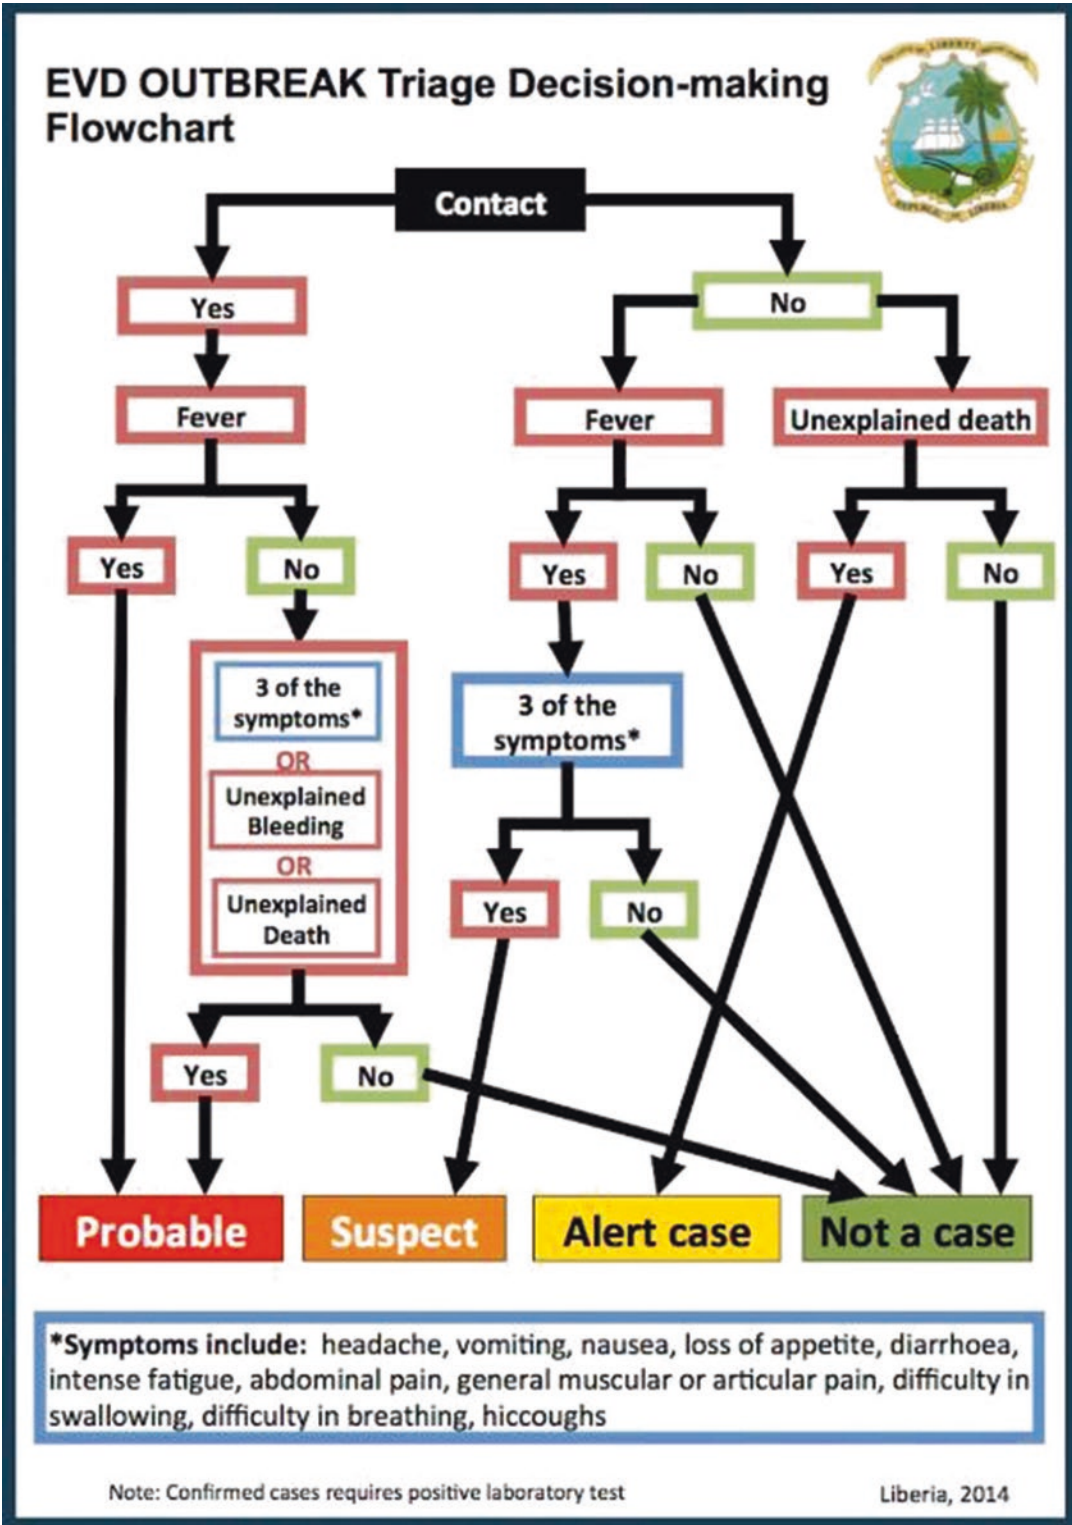 EVD OUTBREAK Triage Decision-making
Flowchart
REPUBLIC OF LIBERIA
Contact
Yes
No
Fever
Fever
Unexplained death
Yes
No
Yes
No
Yes
No
3 of the
symptoms*
OR
Unexplained
Bleeding
OR
Unexplained
Death
3 of the
symptoms*
Yes
No
Yes
No
Probable
Suspect
Alert case
Not a case
*Symptoms include: headache, vomiting, nausea, loss of appetite, diarrhoea,
intense fatigue, abdominal pain, general muscular or articular pain, difficulty in
swallowing, difficulty in breathing, hiccoughs
Note: Confirmed cases requires positive laboratory test
Liberia, 2014